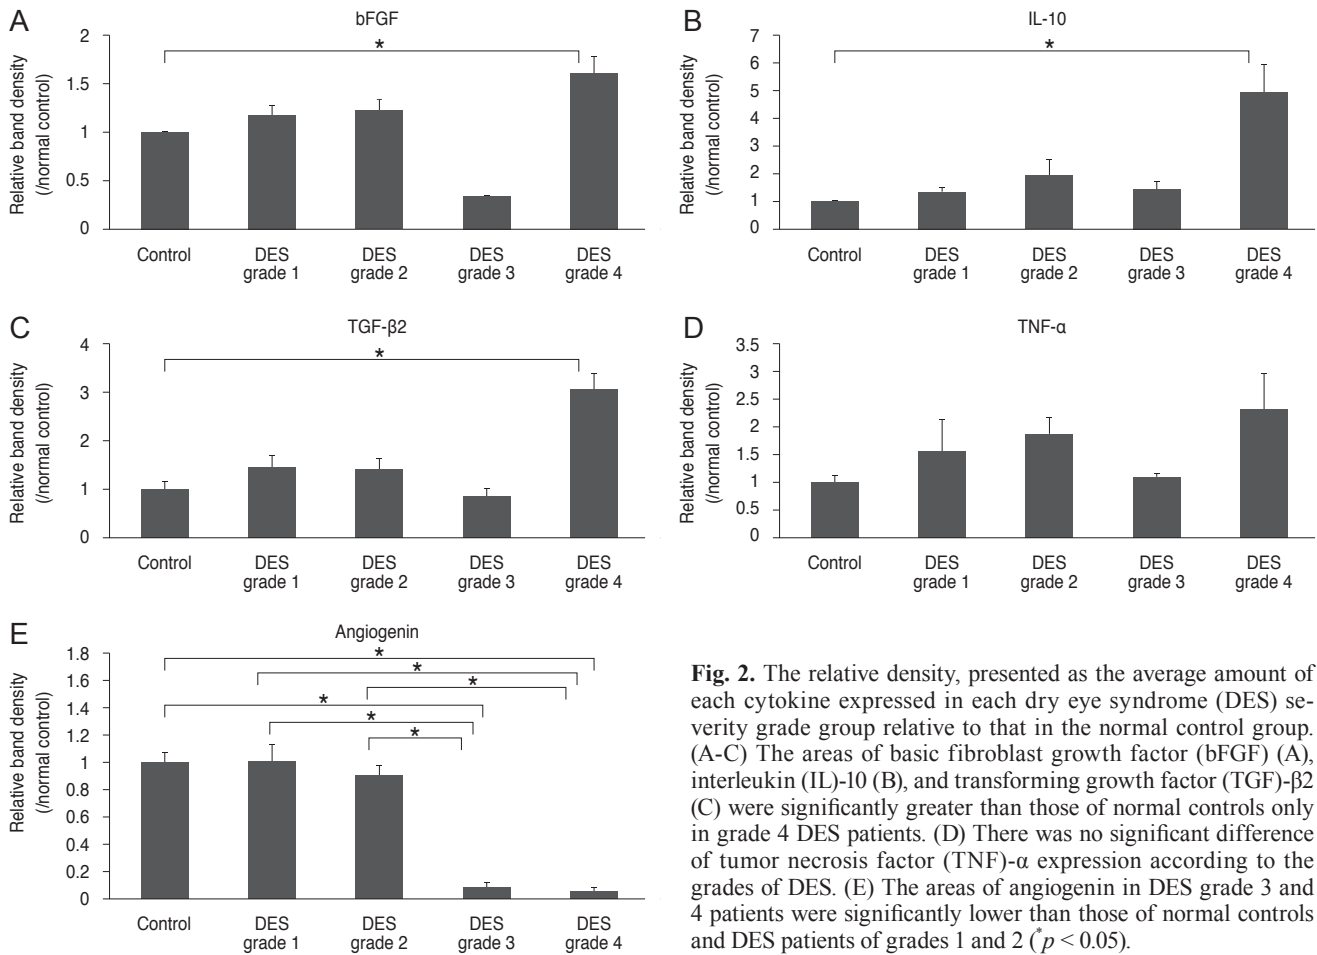 A
bFGF
Relative band density
(/normal control)
2
1.5
1
0.5
0
*
Control
DES
grade 1
DES
grade 2
DES
grade 3
DES
grade 4
B
IL-10
Relative band density
(/normal control)
7
6
5
4
3
2
1
0
*
Control
DES
grade 1
DES
grade 2
DES
grade 3
DES
grade 4
C
TGF-β2
Relative band density
(/normal control)
4
3
2
1
0
*
Control
DES
grade 1
DES
grade 2
DES
grade 3
DES
grade 4
D
TNF-α
Relative band density
(/normal control)
3.5
3
2.5
2
1.5
1
0.5
0
Control
DES
grade 1
DES
grade 2
DES
grade 3
DES
grade 4
E
Angiogenin
Relative band density
(/normal control)
1.8
1.6
1.4
1.2
1
0.8
0.6
0.4
0.2
0
*
*
*
*
*
*
Control
DES
grade 1
DES
grade 2
DES
grade 3
DES
grade 4
Fig. 2. The relative density, presented as the average amount of
each cytokine expressed in each dry eye syndrome (DES) se-
verity grade group relative to that in the normal control group.
(A-C) The areas of basic fibroblast growth factor (bFGF) (A),
interleukin (IL)-10 (B), and transforming growth factor (TGF)-β2
(C) were significantly greater than those of normal controls only
in grade 4 DES patients. (D) There was no significant difference
of tumor necrosis factor (TNF)-α expression according to the
grades of DES. (E) The areas of angiogenin in DES grade 3 and
4 patients were significantly lower than those of normal controls
and DES patients of grades 1 and 2 (*p < 0.05).